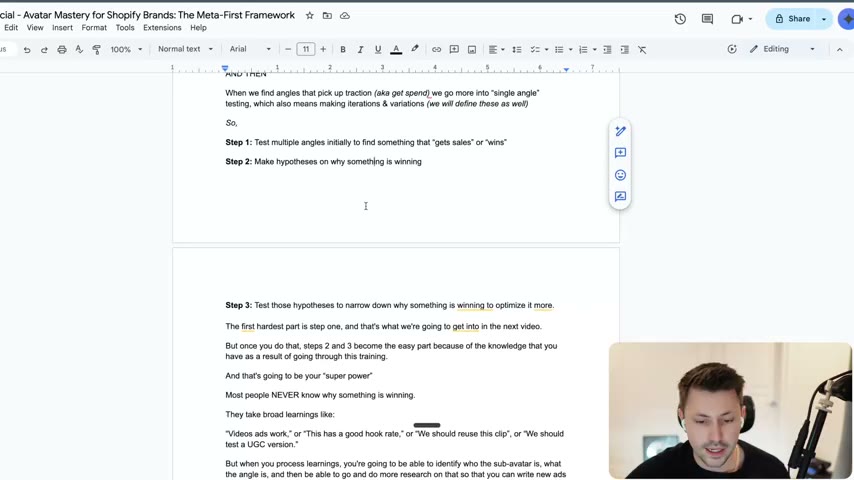 cial - Avatar Mastery for Shopify Brands: The Meta-First Framework
Share
Edit View Insert Format Tools Extensions Help
us 100% Normal text Arial 11 B I U A Editing
1 1 2 3 4 5 6 7
AND THEN
When we find angles that pick up traction (aka get spend) we go more into “single angle”
testing, which also means making iterations & variations (we will define these as well)
So,
Step 1: Test multiple angles initially to find something that “gets sales” or “wins”
Step 2: Make hypotheses on why something is winning
Step 3: Test those hypotheses to narrow down why something is winning to optimize it more.
The first hardest part is step one, and that's what we're going to get into in the next video.
But once you do that, steps 2 and 3 become the easy part because of the knowledge that you
have as a result of going through this training.
And that's going to be your “super power”
Most people NEVER know why something is winning.
They take broad learnings like:
“Videos ads work,” or “This has a good hook rate,” or “We should reuse this clip”, or “We should
test a UGC version.”
But when you process learnings, you're going to be able to identify who the sub-avatar is, what
the angle is, and then be able to go and do more research on that so that you can write new ads